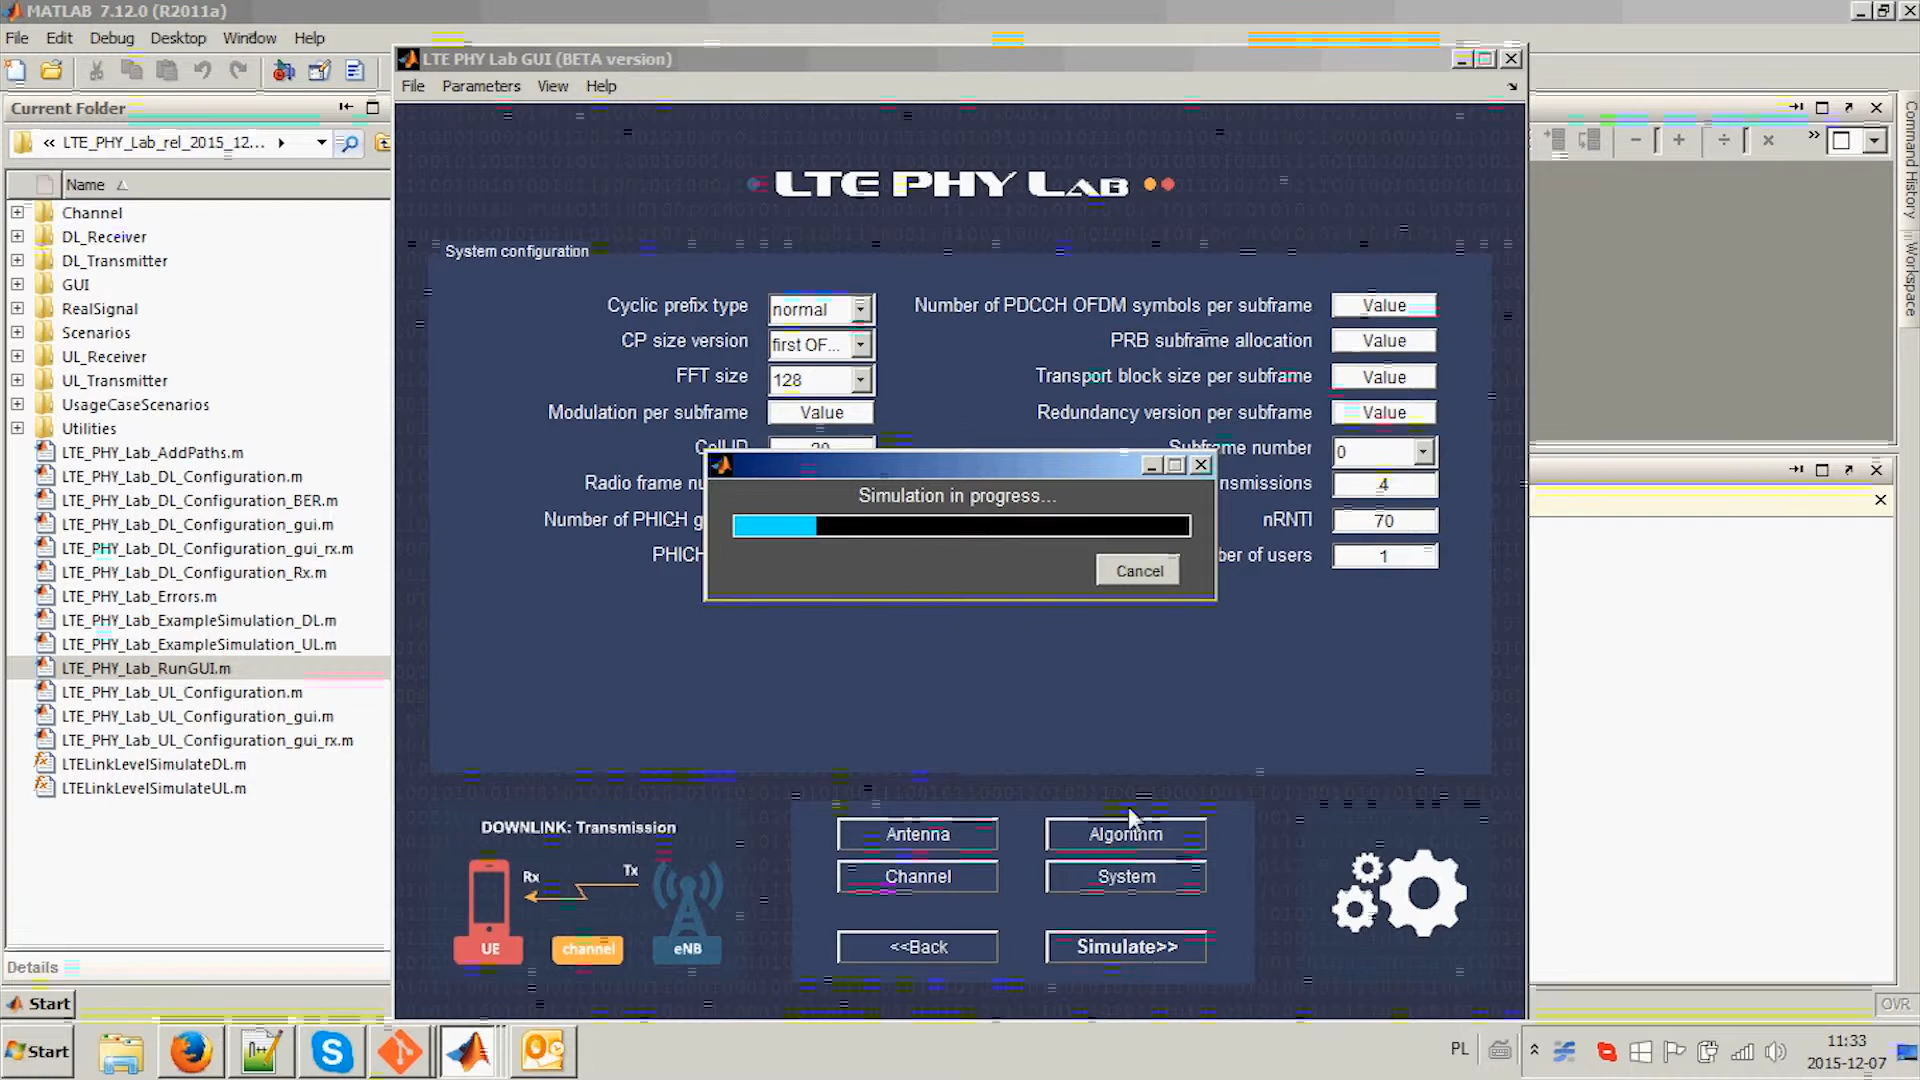 MATLAB 7.12.0 (R2011a)
File Edit Debug Desktop Window Help
LTE PHY Lab GUI (BETA version)
File Parameters View Help
Current Folder
« LTE_PHY_Lab_rel_2015_12...
Name
Channel
DL_Receiver
DL_Transmitter
GUI
RealSignal
Scenarios
UL_Receiver
UL_Transmitter
UsageCaseScenarios
Utilities
LTE_PHY_Lab_AddPaths.m
LTE_PHY_Lab_DL_Configuration.m
LTE_PHY_Lab_DL_Configuration_BER.m
LTE_PHY_Lab_DL_Configuration_gui.m
LTE_PHY_Lab_DL_Configuration_gui_rx.m
LTE_PHY_Lab_DL_Configuration_Rx.m
LTE_PHY_Lab_Errors.m
LTE_PHY_Lab_ExampleSimulation_DL.m
LTE_PHY_Lab_ExampleSimulation_UL.m
LTE_PHY_Lab_RunGUI.m
LTE_PHY_Lab_UL_Configuration.m
LTE_PHY_Lab_UL_Configuration_gui.m
LTE_PHY_Lab_UL_Configuration_gui_rx.m
LTELinkLevelSimulateDL.m
LTELinkLevelSimulateUL.m
Details
Start
LTE PHY LAB
System configuration
Cyclic prefix type normal
CP size version first OF...
FFT size 128
Modulation per subframe Value
Cell ID 20
Radio frame nu
Number of PHICH g
PHICH
Number of PDCCH OFDM symbols per subframe Value
PRB subframe allocation Value
Transport block size per subframe Value
Redundancy version per subframe Value
Subframe number 0
nsmissions 4
nRNTI 70
ber of users 1
Simulation in progress...
Cancel
DOWNLINK: Transmission
Rx Tx
UE channel eNB
Antenna Algorithm
Channel System
<<Back Simulate>>
Command History
Workspace
OVR
Start
PL
11:33
2015-12-07